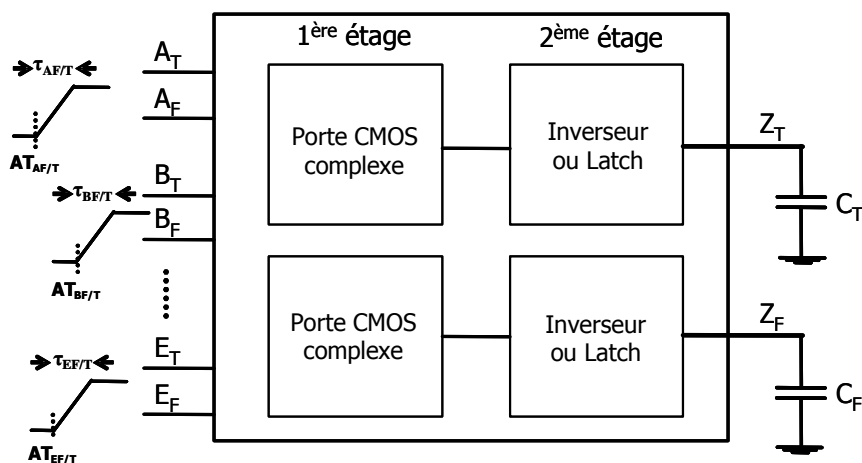 1ère étage
2ème étage
τAF/T
ATAF/T
AT
AF
τBF/T
ATBF/T
BT
BF
τEF/T
ATEF/T
ET
EF
Porte CMOS
complexe
Inverseur
ou Latch
ZT
CT
Porte CMOS
complexe
Inverseur
ou Latch
ZF
CF